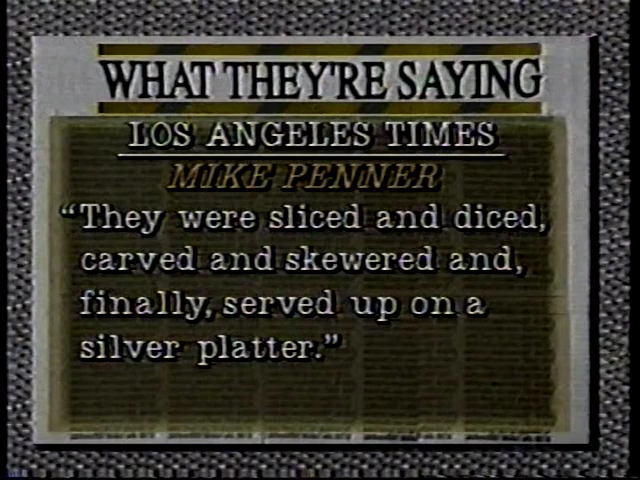 WHAT THEY'RE SAYING
LOS ANGELES TIMES
MIKE PENNER
“They were sliced and diced,
carved and skewered and,
finally, served up on a
silver platter.”